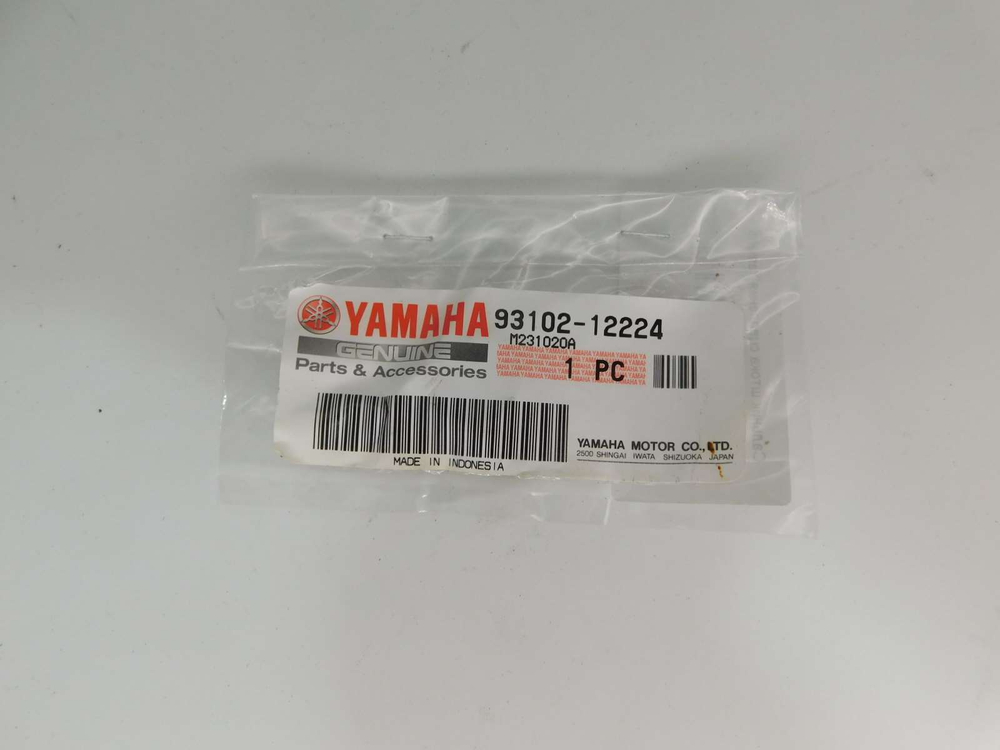 YAMAHA 93102-12224
M231020A
GENUINE
Parts & Accessories
1 PC
MADE IN INDONESIA
YAMAHA MOTOR CO., LTD.
2500 SHINGAI IWATA SHIZUOKA JAPAN